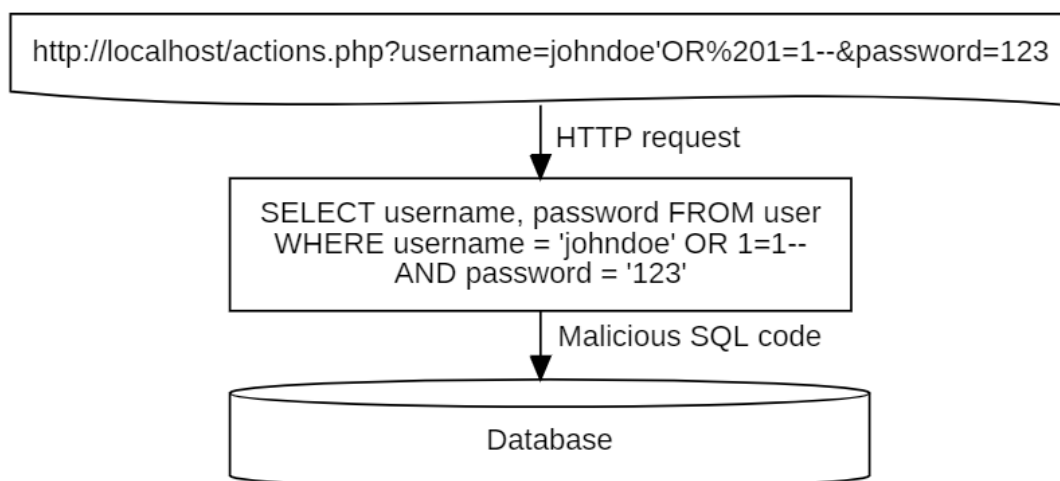 http://localhost/actions.php?username=johndoe'OR%201=1--&password=123
HTTP request
SELECT username, password FROM user
WHERE username = 'johndoe' OR 1=1--
AND password = '123'
Malicious SQL code
Database